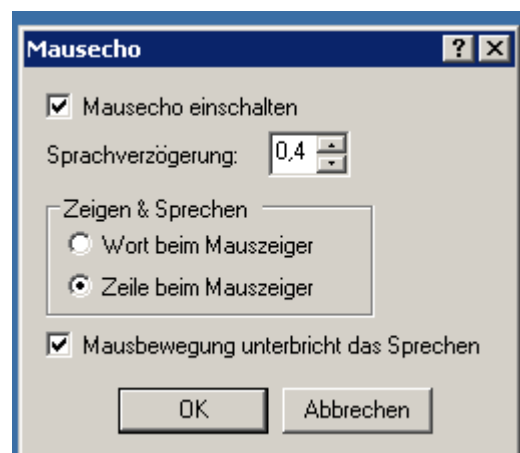 Mausecho
Mausecho einschalten
Sprachverzögerung: 0,4
Zeigen & Sprechen
Wort beim Mauszeiger
Zeile beim Mauszeiger
Mausbewegung unterbricht das Sprechen
OK Abbrechen